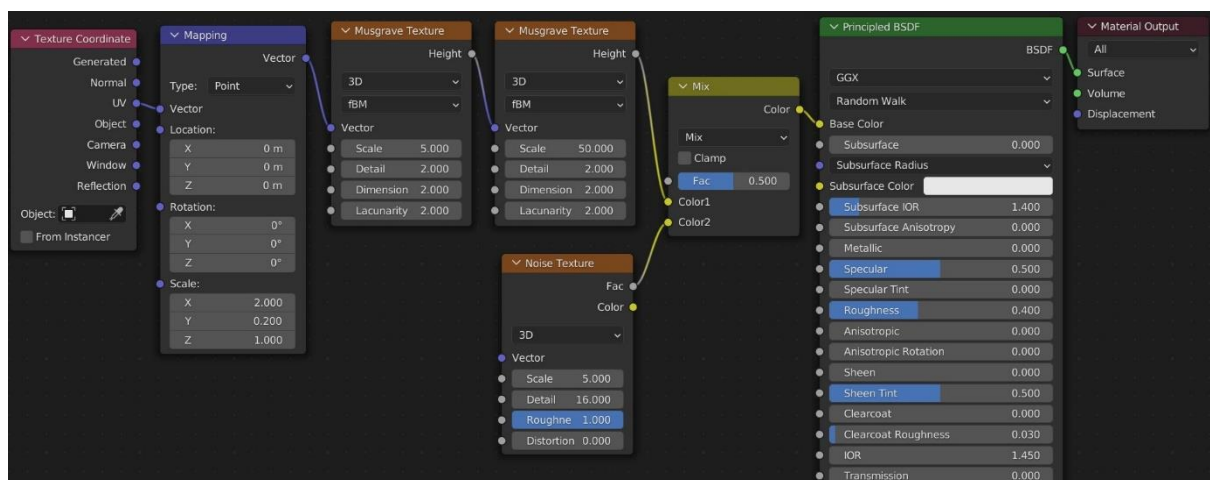 Texture Coordinate
Generated
Normal
UV
Object
Camera
Window
Reflection
Object:
From Instancer
Mapping
Vector
Type: Point
Vector
Location:
X 0 m
Y 0 m
Z 0 m
Rotation:
X 0°
Y 0°
Z 0°
Scale:
X 2.000
Y 0.200
Z 1.000
Musgrave Texture
Height
3D
fBM
Vector
Scale 5.000
Detail 2.000
Dimension 2.000
Lacunarity 2.000
Musgrave Texture
Height
3D
fBM
Vector
Scale 50.000
Detail 2.000
Dimension 2.000
Lacunarity 2.000
Noise Texture
Fac
Color
3D
Vector
Scale 5.000
Detail 16.000
Roughne 1.000
Distortion 0.000
Mix
Color
Mix
Clamp
Fac 0.500
Color1
Color2
Principled BSDF
BSDF
GGX
Random Walk
Base Color
Subsurface 0.000
Subsurface Radius
Subsurface Color
Subsurface IOR 1.400
Subsurface Anisotropy 0.000
Metallic 0.000
Specular 0.500
Specular Tint 0.000
Roughness 0.400
Anisotropic 0.000
Anisotropic Rotation 0.000
Sheen 0.000
Sheen Tint 0.500
Clearcoat 0.000
Clearcoat Roughness 0.030
IOR 1.450
Transmission 0.000
Material Output
All
Surface
Volume
Displacement